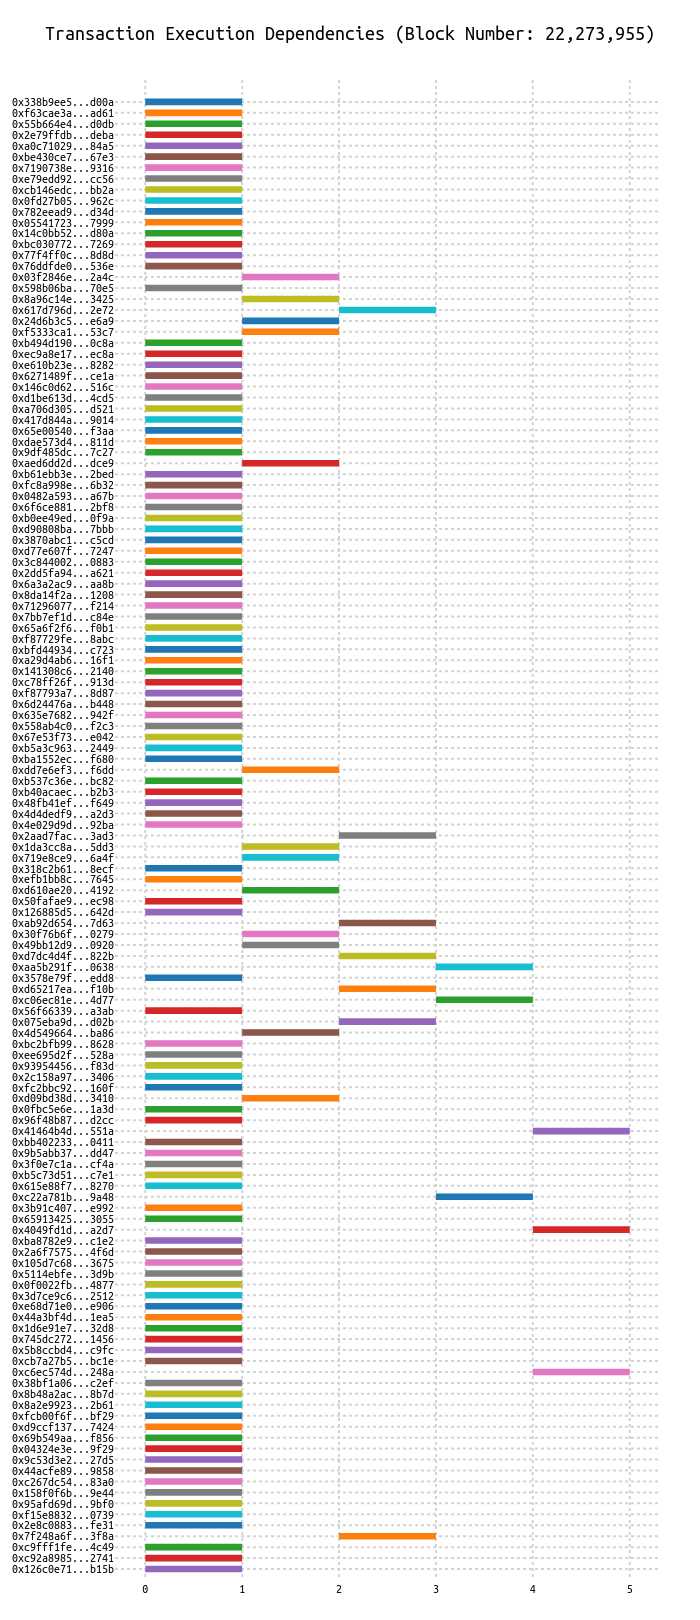 Transaction Execution Dependencies (Block Number: 22,273,955)
0x338b9ee5...d00a
0xf63cae3a...ad61
0x55b664e4...d0db
0x2e79ffdb...deba
0xa0c71029...84a5
0xbe430ce7...67e3
0x7190738e...9316
0xe79edd92...cc56
0xcb146edc...bb2a
0x0fd27b05...962c
0x782eead9...d34d
0x05541723...7999
0x14c0bb52...d80a
0xbc030772...7269
0x77f4ff0c...8d8d
0x76ddfde0...536e
0x03f2846e...2a4c
0x598b06ba...70e5
0x8a96c14e...3425
0x617d796d...2e72
0x24d6b3c5...e6a9
0xf5333ca1...53c7
0xb494d190...0c8a
0xec9a8e17...ec8a
0xe610b23e...8282
0x6271489f...ce1a
0x146c0d62...516c
0xd1be613d...4cd5
0xa706d305...d521
0x417d844a...9014
0x65e00540...f3aa
0xdae573d4...811d
0x9df485dc...7c27
0xaed6dd2d...dce9
0xb61ebb3e...2bed
0xfc8a998e...6b32
0x0482a593...a67b
0x6f6ce881...2bf8
0xb0ee49ed...0f9a
0xd90808ba...7bbb
0x3870abc1...c5cd
0xd77e607f...7247
0x3c844002...0883
0x2dd5fa94...a621
0x6a3a2ac9...aa8b
0x8da14f2a...1208
0x71296077...f214
0x7bb7ef1d...c84e
0x65a6f2f6...f0b1
0xf87729fe...8abc
0xbfd44934...c723
0xa29d4ab6...16f1
0x141308c6...2140
0xc78ff26f...913d
0xf87793a7...8d87
0x6d24476a...b448
0x635e7682...942f
0x558ab4c0...f2c3
0x67e53f73...e042
0xb5a3c963...2449
0xba1552ec...f680
0xdd7e6ef3...f6dd
0xb537c36e...bc82
0xb40acaec...b2b3
0x48fb41ef...f649
0x4d4dedf9...a2d3
0x4e029d9d...92ba
0x2aad7fac...3ad3
0x1da3cc8a...5dd3
0x719e8ce9...6a4f
0x318c2b61...8ecf
0xefb1bb8c...7645
0xd610ae20...4192
0x50fafae9...ec98
0x126885d5...642d
0xab92d654...7d63
0x30f76b6f...0279
0x49bb12d9...0920
0xd7dc4d4f...822b
0xaa5b291f...0638
0x3578e79f...edd8
0xd65217ea...f10b
0xc06ec81e...4d77
0x56f66339...a3ab
0x075eba9d...d02b
0x4d549664...ba86
0xbc2bfb99...8628
0xee695d2f...528a
0x93954456...f83d
0x2c158a97...3406
0xfc2bbc92...160f
0xd09bd38d...3410
0x0fbc5e6e...1a3d
0x96f48b87...d2cc
0x41464b4d...551a
0xbb402233...0411
0x9b5abb37...dd47
0x3f0e7c1a...cf4a
0xb5c73d51...c7e1
0x615e88f7...8270
0xc22a781b...9a48
0x3b91c407...e992
0x65913425...3055
0x4049fd1d...a2d7
0xba8782e9...c1e2
0x2a6f7575...4f6d
0x105d7c68...3675
0x5114ebfe...3d9b
0x0f0022fb...4877
0x3d7ce9c6...2512
0xe68d71e0...e906
0x44a3bf4d...1ea5
0x1d6e91e7...32d8
0x745dc272...1456
0x5b8ccbd4...c9fc
0xcb7a27b5...bc1e
0xc6ec574d...248a
0x38bf1a06...c2ef
0x8b48a2ac...8b7d
0x8a2e9923...2b61
0xfcb00f6f...bf29
0xd9ccf137...7424
0x69b549aa...f856
0x04324e3e...9f29
0x9c53d3e2...27d5
0x44acfe89...9858
0xc267dc54...83a0
0x158f0f6b...9e44
0x95afd69d...9bf0
0xf15e8832...0739
0x2e8c0883...fe31
0x7f248a6f...3f8a
0xc9fff1fe...4c49
0xc92a8985...2741
0x126c0e71...b15b
0 1 2 3 4 5